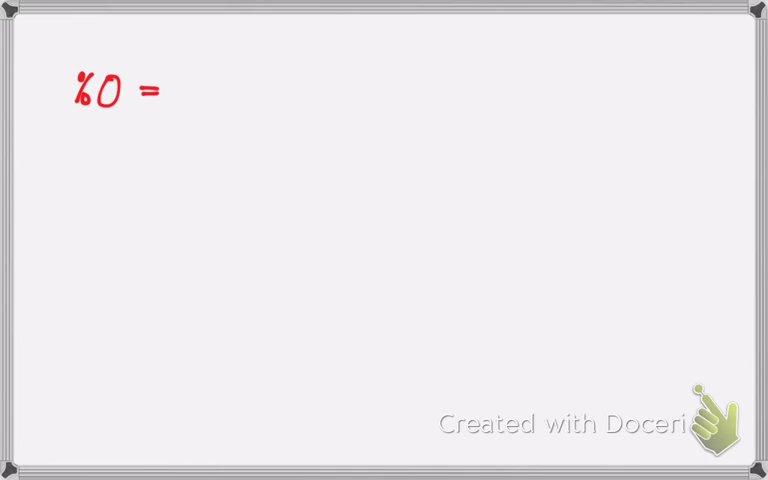 %O =
Created with Doceri